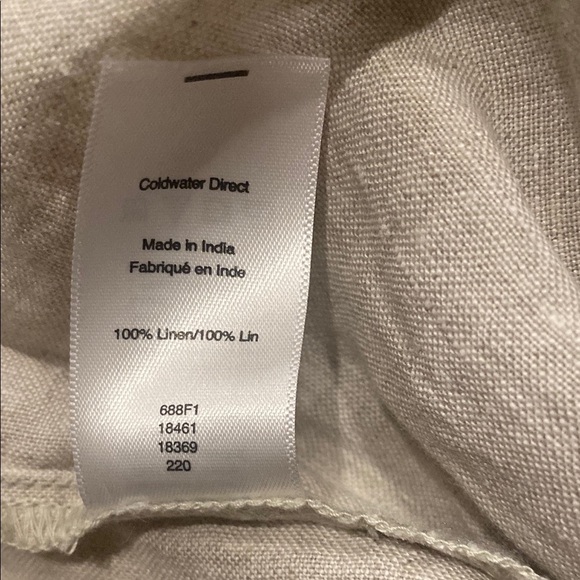 Coldwater Direct
Made in India
Fabriqué en Inde
100% Linen/100% Lin
688F1
18461
18369
220